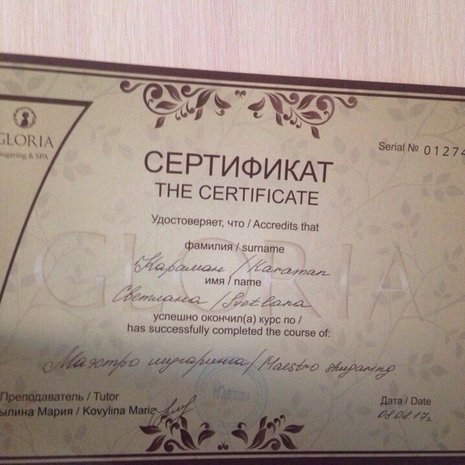 GLORIA
Sugaring & SPA
Serial № 01274
СЕРТИФИКАТ
THE CERTIFICATE
Удостоверяет, что / Accredits that
фамилия / surname
Караман / Karaman
имя / name
Светлана / Svetlana
успешно окончил(а) курс по /
has successfully completed the course of:
Маэстро шугаринга / Maestro shugaring
Преподаватель / Tutor
ылина Мария / Kovylina Maria
Дата / Date
08.08.17г.
GLORIA